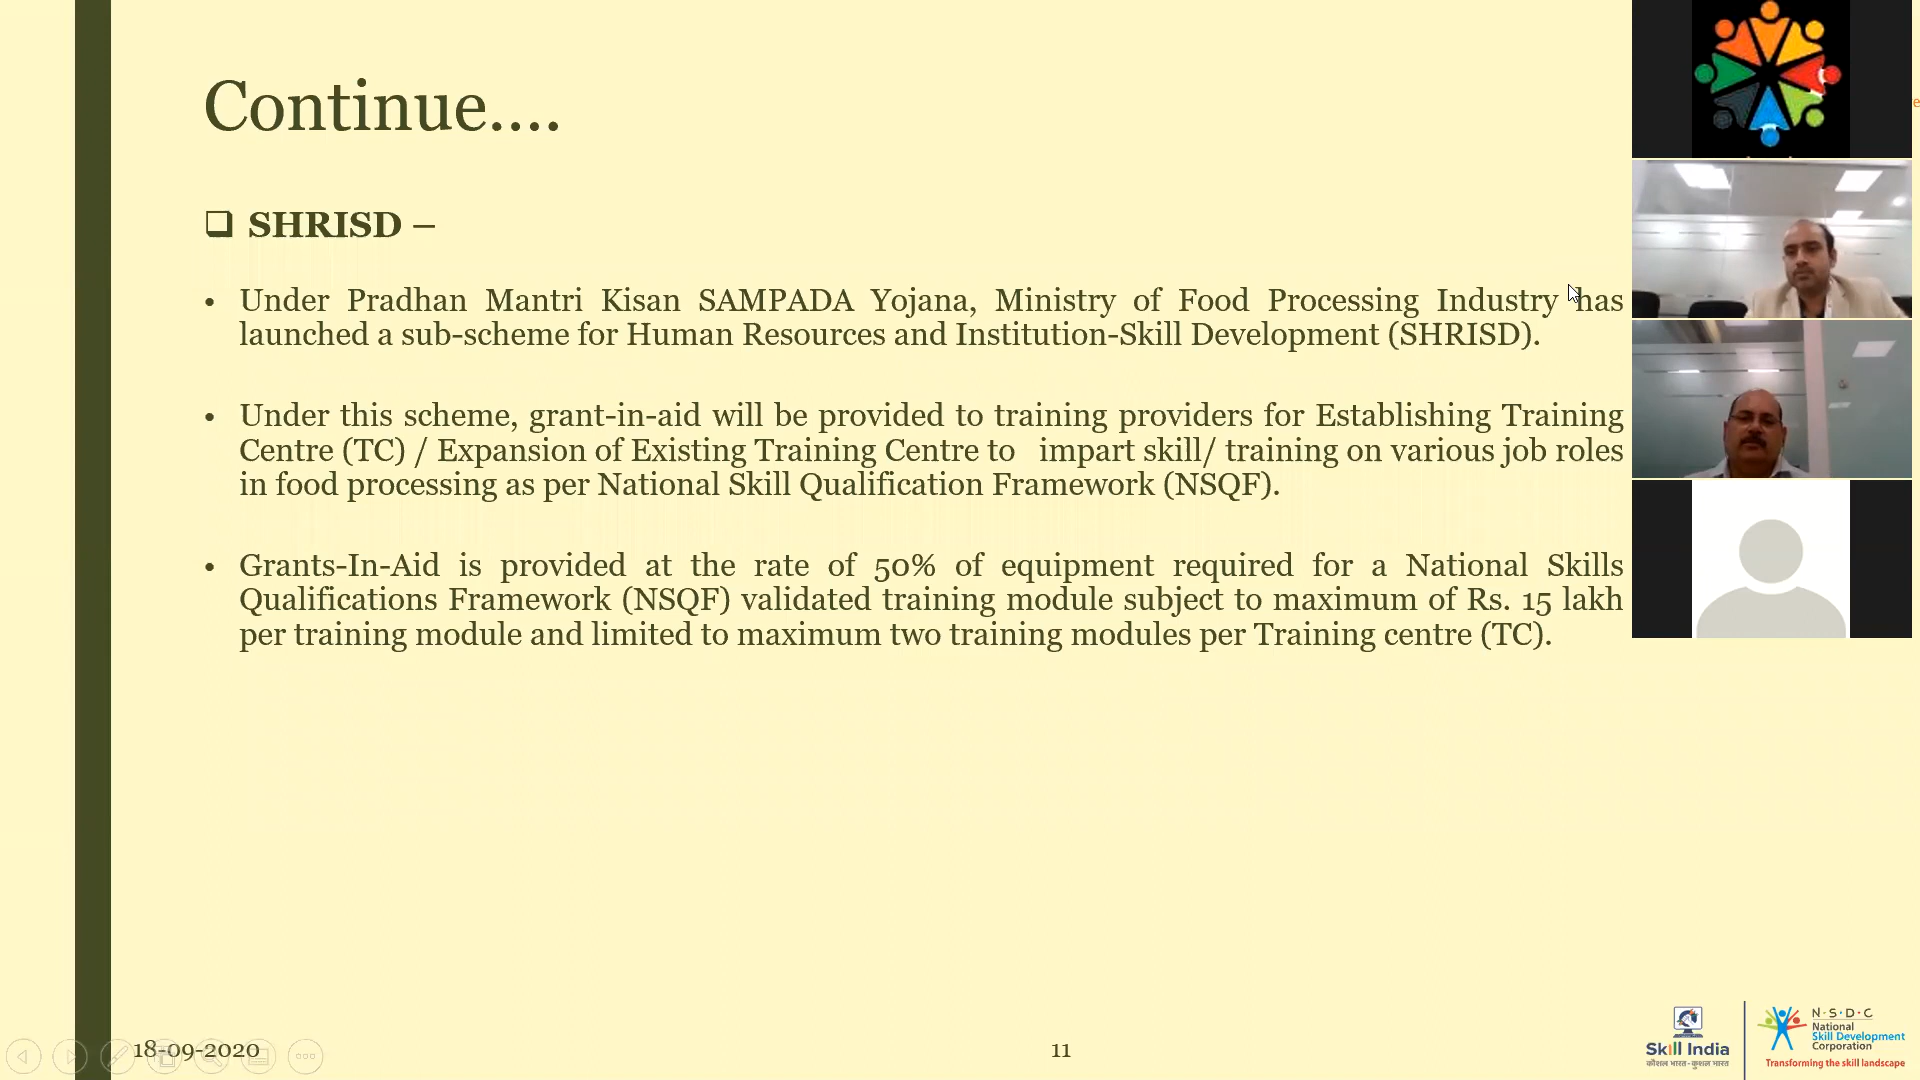 Continue....
❑ SHRISD –
• Under Pradhan Mantri Kisan SAMPADA Yojana, Ministry of Food Processing Industry has
launched a sub-scheme for Human Resources and Institution-Skill Development (SHRISD).
• Under this scheme, grant-in-aid will be provided to training providers for Establishing Training
Centre (TC) / Expansion of Existing Training Centre to impart skill/ training on various job roles
in food processing as per National Skill Qualification Framework (NSQF).
• Grants-In-Aid is provided at the rate of 50% of equipment required for a National Skills
Qualifications Framework (NSQF) validated training module subject to maximum of Rs. 15 lakh
per training module and limited to maximum two training modules per Training centre (TC).
18-09-2020
11
Skill India
कौशल भारत - कुशल भारत
N·S·D·C
National
Skill Development
Corporation
Transforming the skill landscape